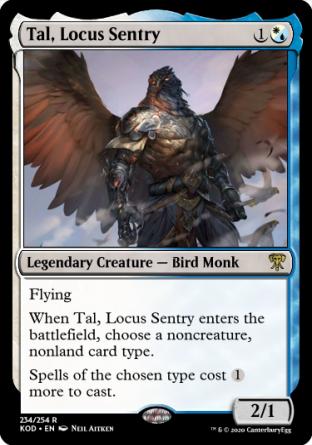 Tal, Locus Sentry 1
Legendary Creature — Bird Monk
Flying
When Tal, Locus Sentry enters the
battlefield, choose a noncreature,
nonland card type.
Spells of the chosen type cost 1
more to cast.
2/1
234/254 R
KOD • EN Neil Aitken
™ & © 2020 CanterburyEgg